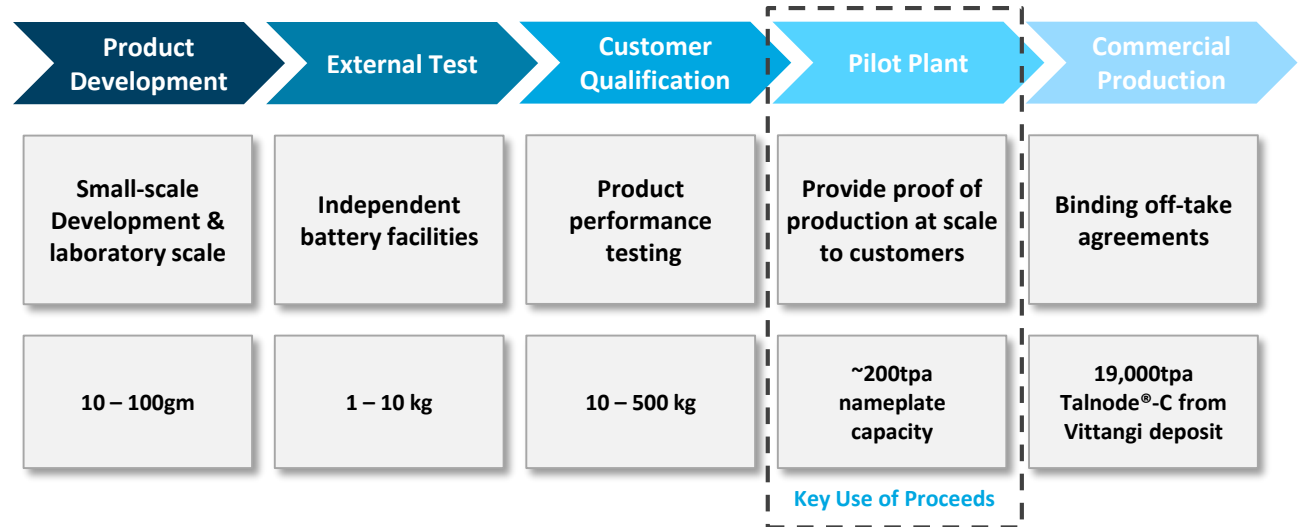 Product
Development
External Test
Customer
Qualification
Pilot Plant
Commercial
Production
Small-scale
Development &
laboratory scale
Independent
battery facilities
Product
performance
testing
Provide proof of
production at scale
to customers
Binding off-take
agreements
10 – 100gm
1 – 10 kg
10 – 500 kg
~200tpa
nameplate
capacity
19,000tpa
Talnode®-C from
Vittangi deposit
Key Use of Proceeds